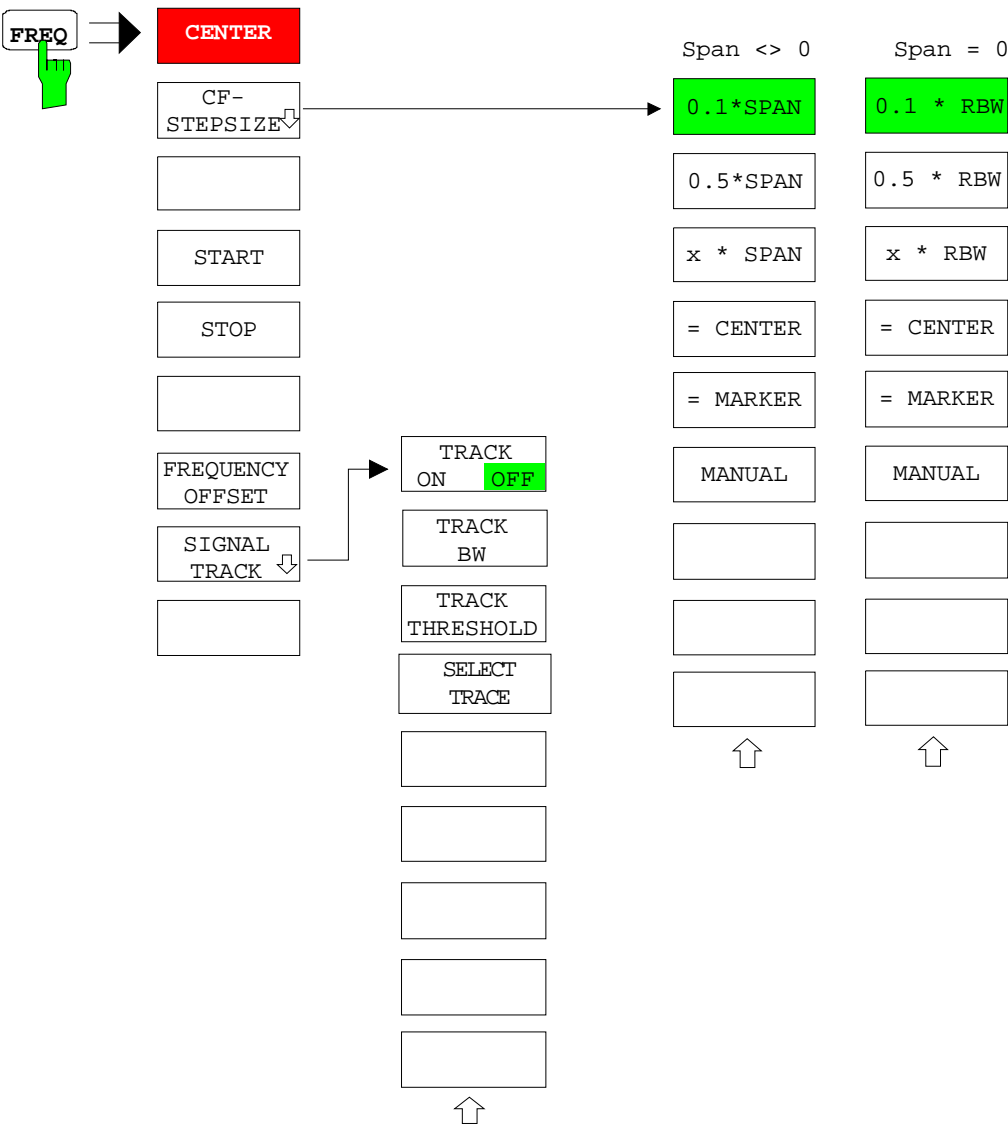 FREQ
CENTER
CF-
STEPSIZE
START
STOP
FREQUENCY
OFFSET
SIGNAL
TRACK
TRACK
ON OFF
TRACK
BW
TRACK
THRESHOLD
SELECT
TRACE
Span <> 0
0.1*SPAN
0.5*SPAN
x * SPAN
= CENTER
= MARKER
MANUAL
Span = 0
0.1 * RBW
0.5 * RBW
x * RBW
= CENTER
= MARKER
MANUAL